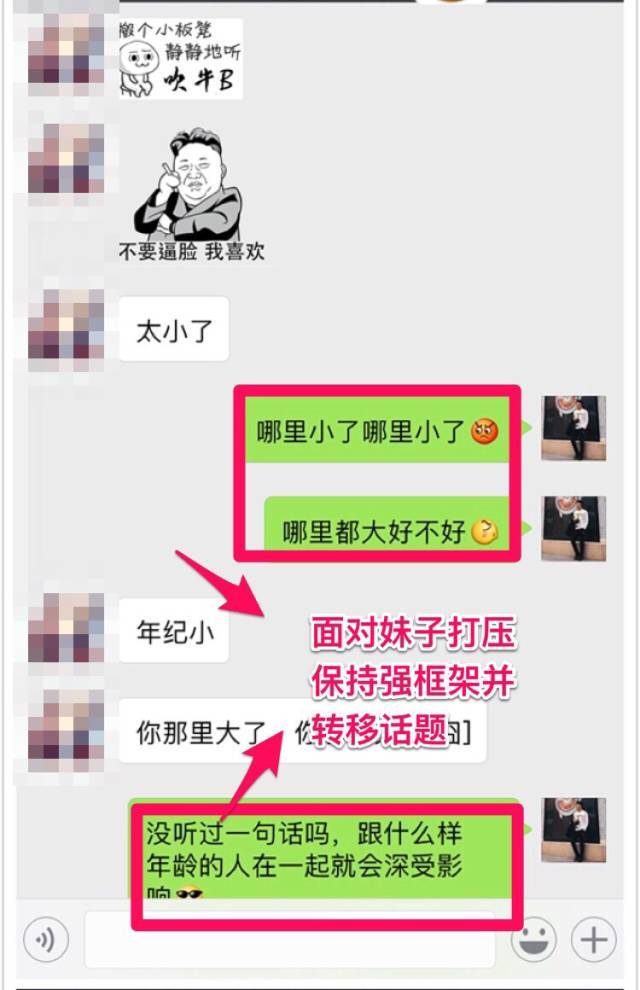 搬个小板凳
静静地听
吹牛B
不要逼脸 我喜欢
太小了
哪里小了哪里小了
哪里都大好不好
年纪小
面对妹子打压
保持强框架并
转移话题
你那里大了 你 囧]
没听过一句话吗，跟什么样
年龄的人在一起就会深受影
响